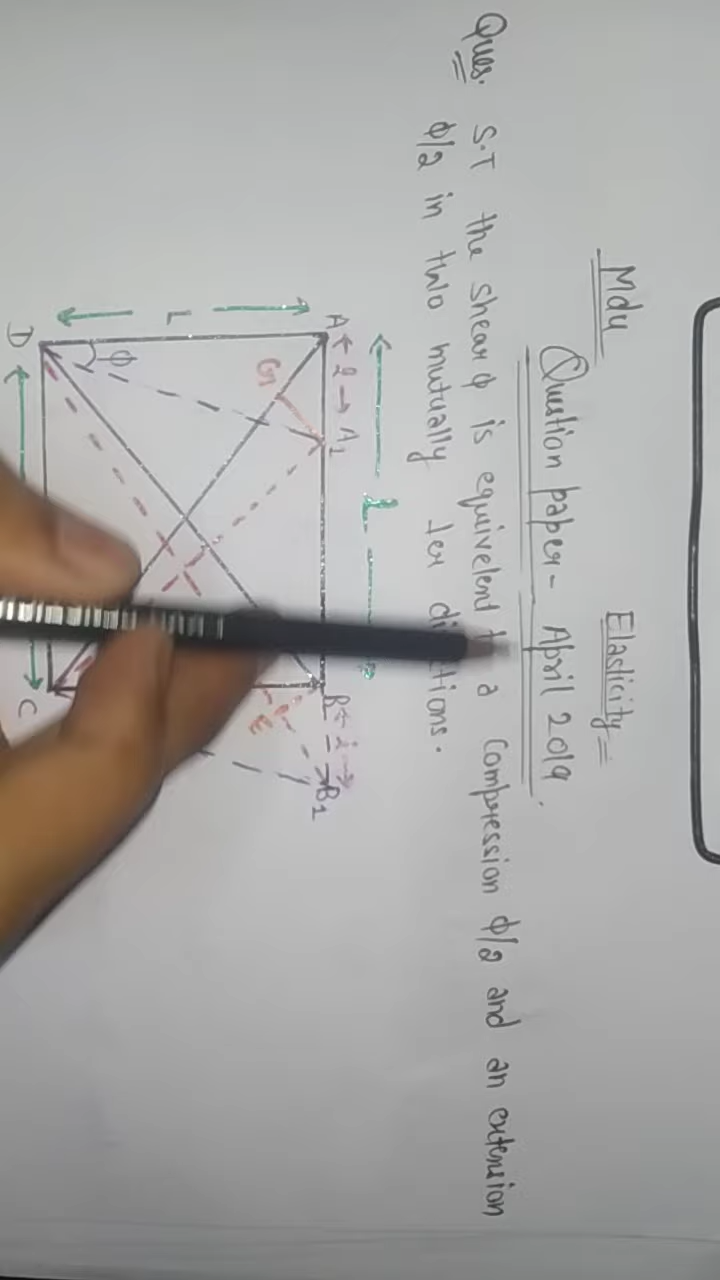 Mdu Elasticity
Question paper - April 2019.
Ques. S.T the shear φ is equivelent a Compression φ/2 and an extension
φ/2 in two mutually ⊥er directions.
L
A l A1 B l B1
G E
L
φ
D C